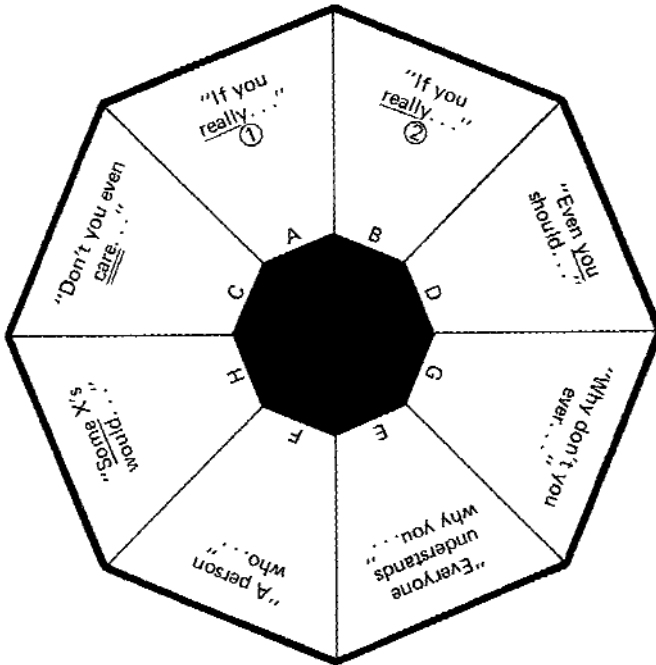 "If you
really. . ."
①
"If you
really. . ."
②
"Even you
should. . ."
"Why don't you
ever. . ."
"Everyone
understands
why you. . ."
"A person
who. . ."
"Some X's
would. . ."
"Don't you even
care. . ."
A
B
D
G
E
F
H
C